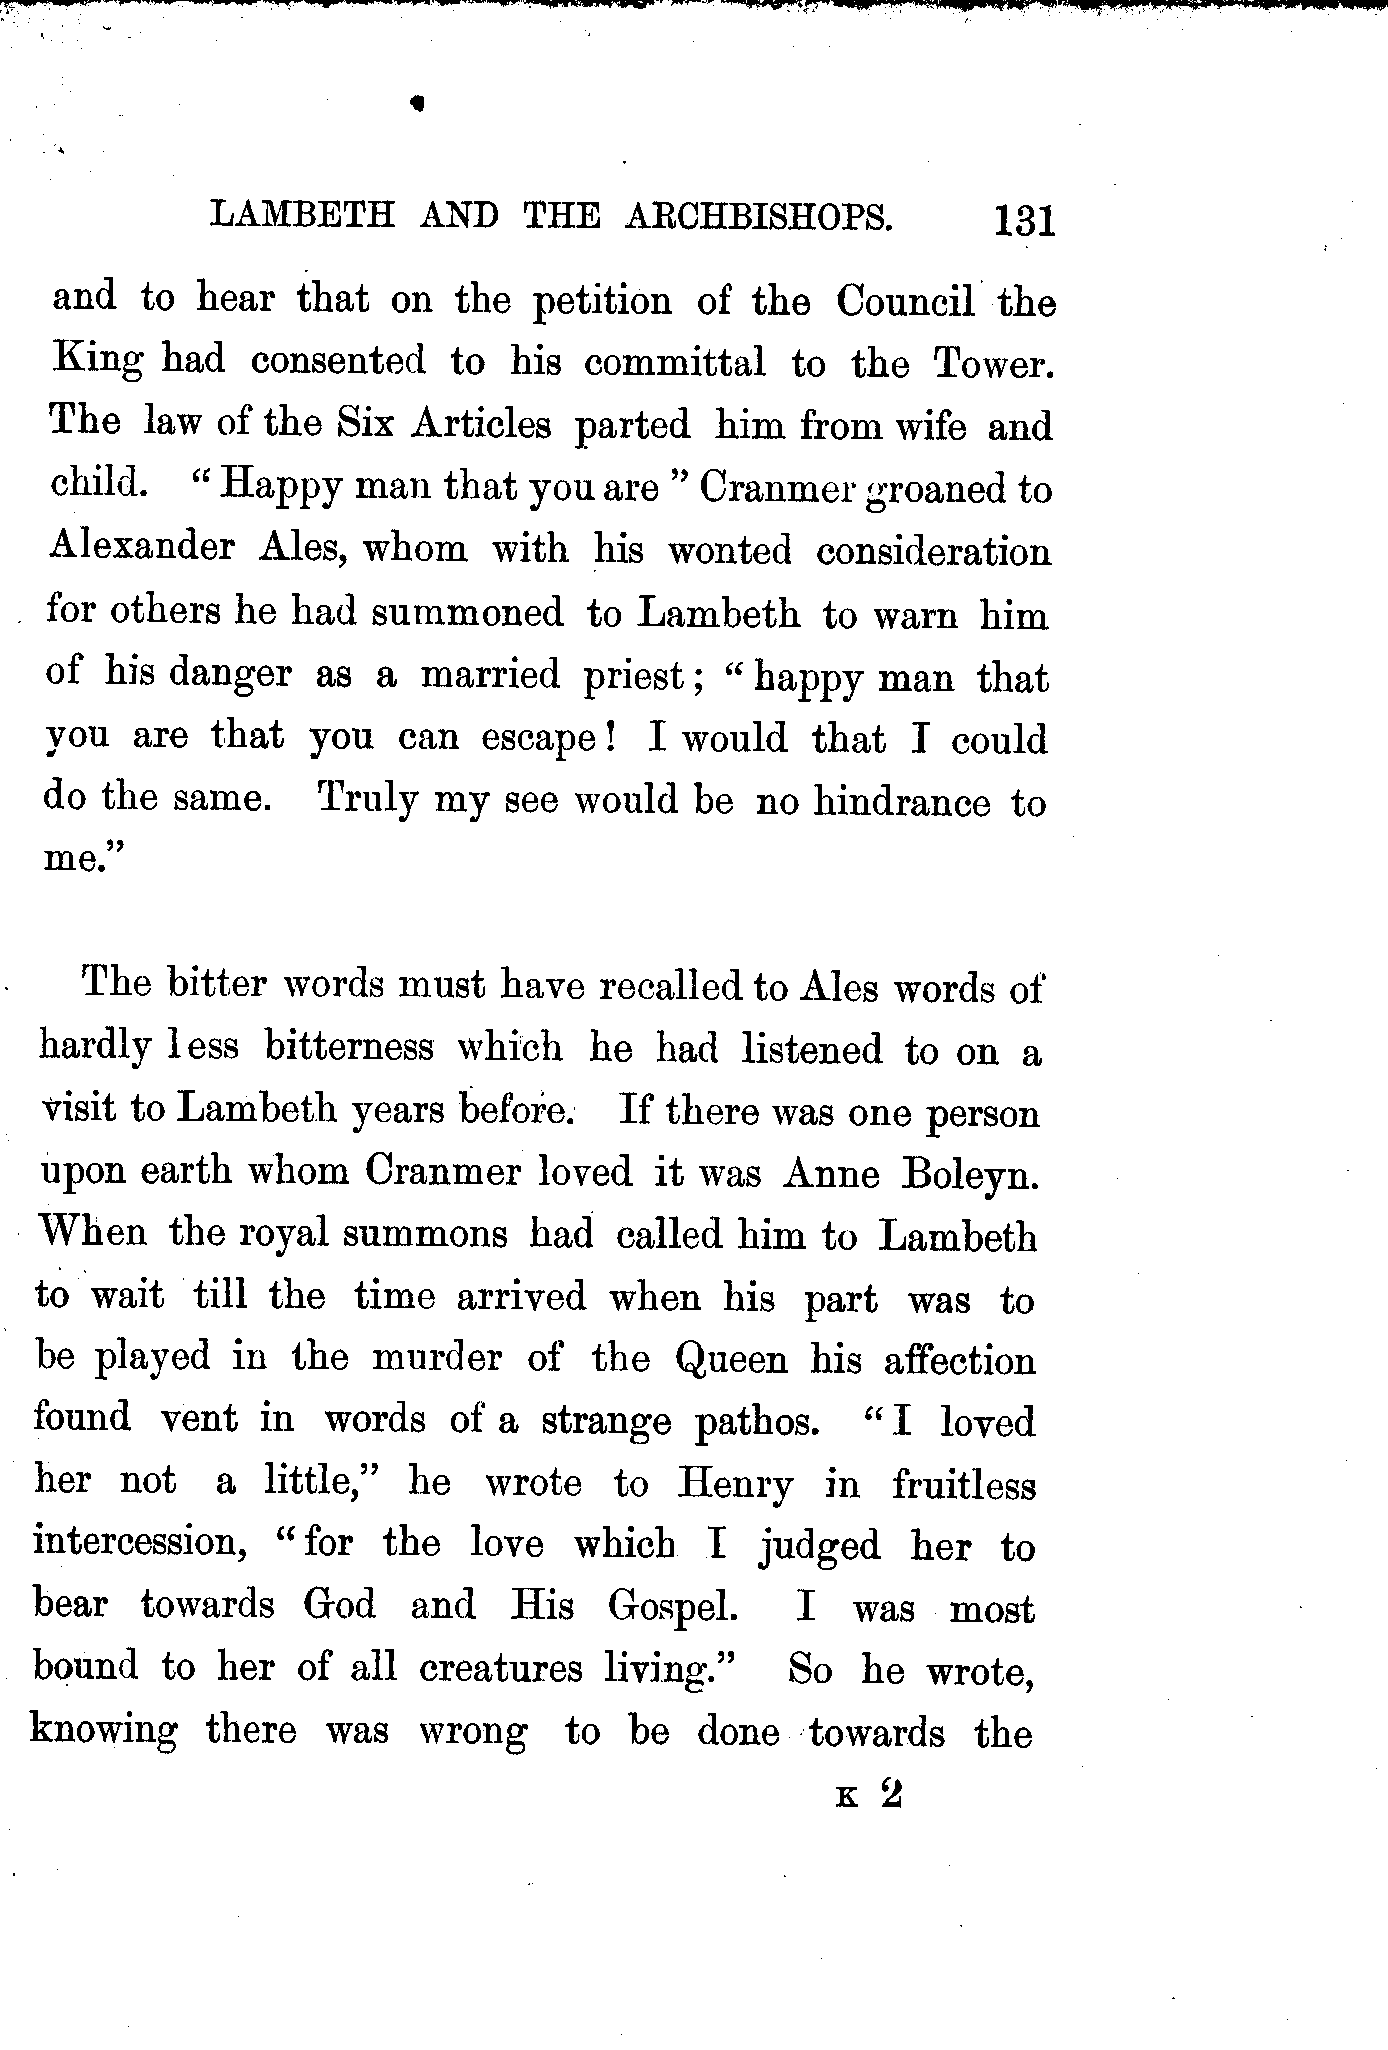 LAMBETH AND THE ARCHBISHOPS. 131
and to hear that on the petition of the Council the
King had consented to his committal to the Tower.
The law of the Six Articles parted him from wife and
child. “Happy man that you are” Cranmer groaned to
Alexander Ales, whom with his wonted consideration
for others he had summoned to Lambeth to warn him
of his danger as a married priest; “happy man that
you are that you can escape! I would that I could
do the same. Truly my see would be no hindrance to
me.”
The bitter words must have recalled to Ales words of
hardly less bitterness which he had listened to on a
visit to Lambeth years before. If there was one person
upon earth whom Cranmer loved it was Anne Boleyn.
When the royal summons had called him to Lambeth
to wait till the time arrived when his part was to
be played in the murder of the Queen his affection
found vent in words of a strange pathos. “I loved
her not a little,” he wrote to Henry in fruitless
intercession, “for the love which I judged her to
bear towards God and His Gospel. I was most
bound to her of all creatures living.” So he wrote,
knowing there was wrong to be done towards the
K 2